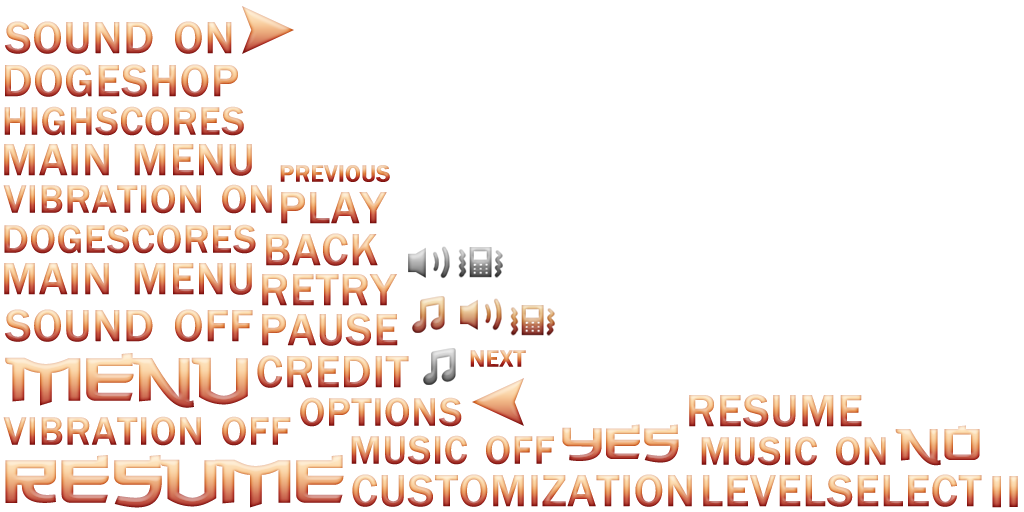 SOUND ON
DOGESHOP
HIGHSCORES
MAIN MENU
PREVIOUS
VIBRATION ON
PLAY
DOGESCORES
BACK
MAIN MENU
RETRY
SOUND OFF
PAUSE
MENU
CREDIT
NEXT
VIBRATION OFF
OPTIONS
RESUME
MUSIC OFF
YES
MUSIC ON
NO
RESUME
CUSTOMIZATION
LEVELSELECT